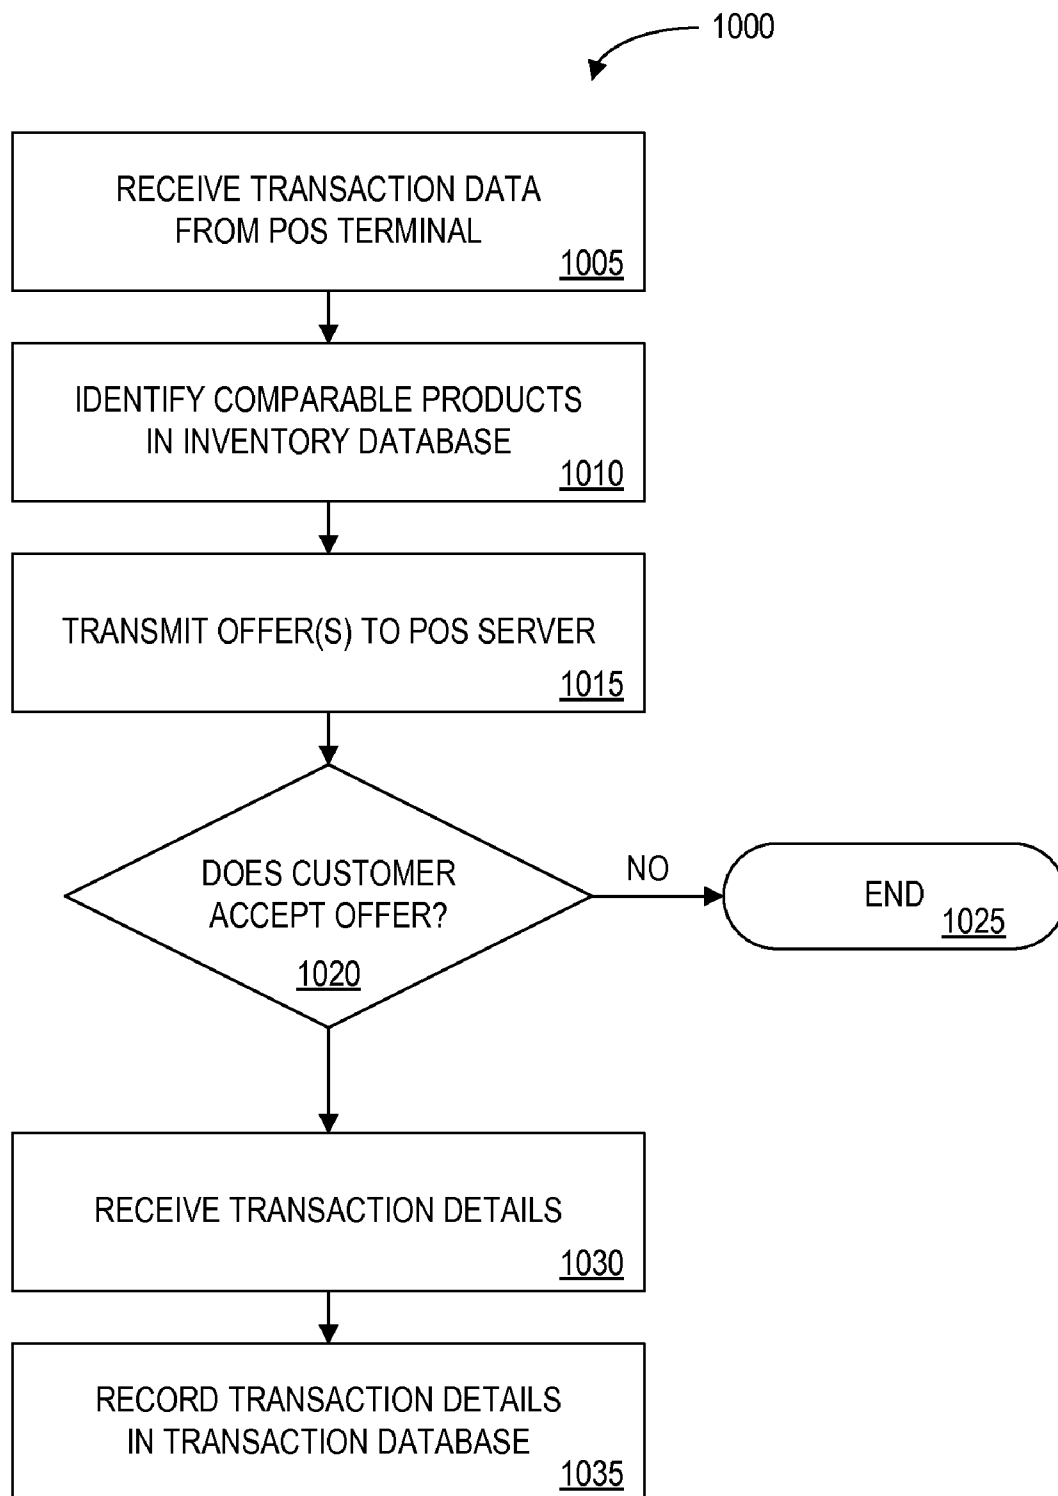 1000
RECEIVE TRANSACTION DATA
FROM POS TERMINAL
1005
IDENTIFY COMPARABLE PRODUCTS
IN INVENTORY DATABASE
1010
TRANSMIT OFFER(S) TO POS SERVER
1015
DOES CUSTOMER
ACCEPT OFFER?
1020
NO
END
1025
RECEIVE TRANSACTION DETAILS
1030
RECORD TRANSACTION DETAILS
IN TRANSACTION DATABASE
1035